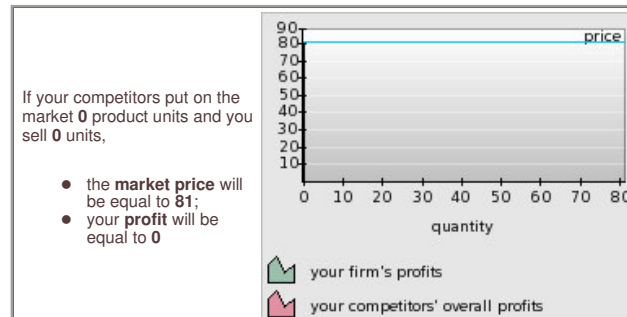 If your competitors put on the
market 0 product units and you
sell 0 units,
● the market price will
be equal to 81;
● your profit will be
equal to 0
90
80
70
60
50
40
30
20
10
price
0 10 20 30 40 50 60 70 80
quantity
your firm's profits
your competitors' overall profits